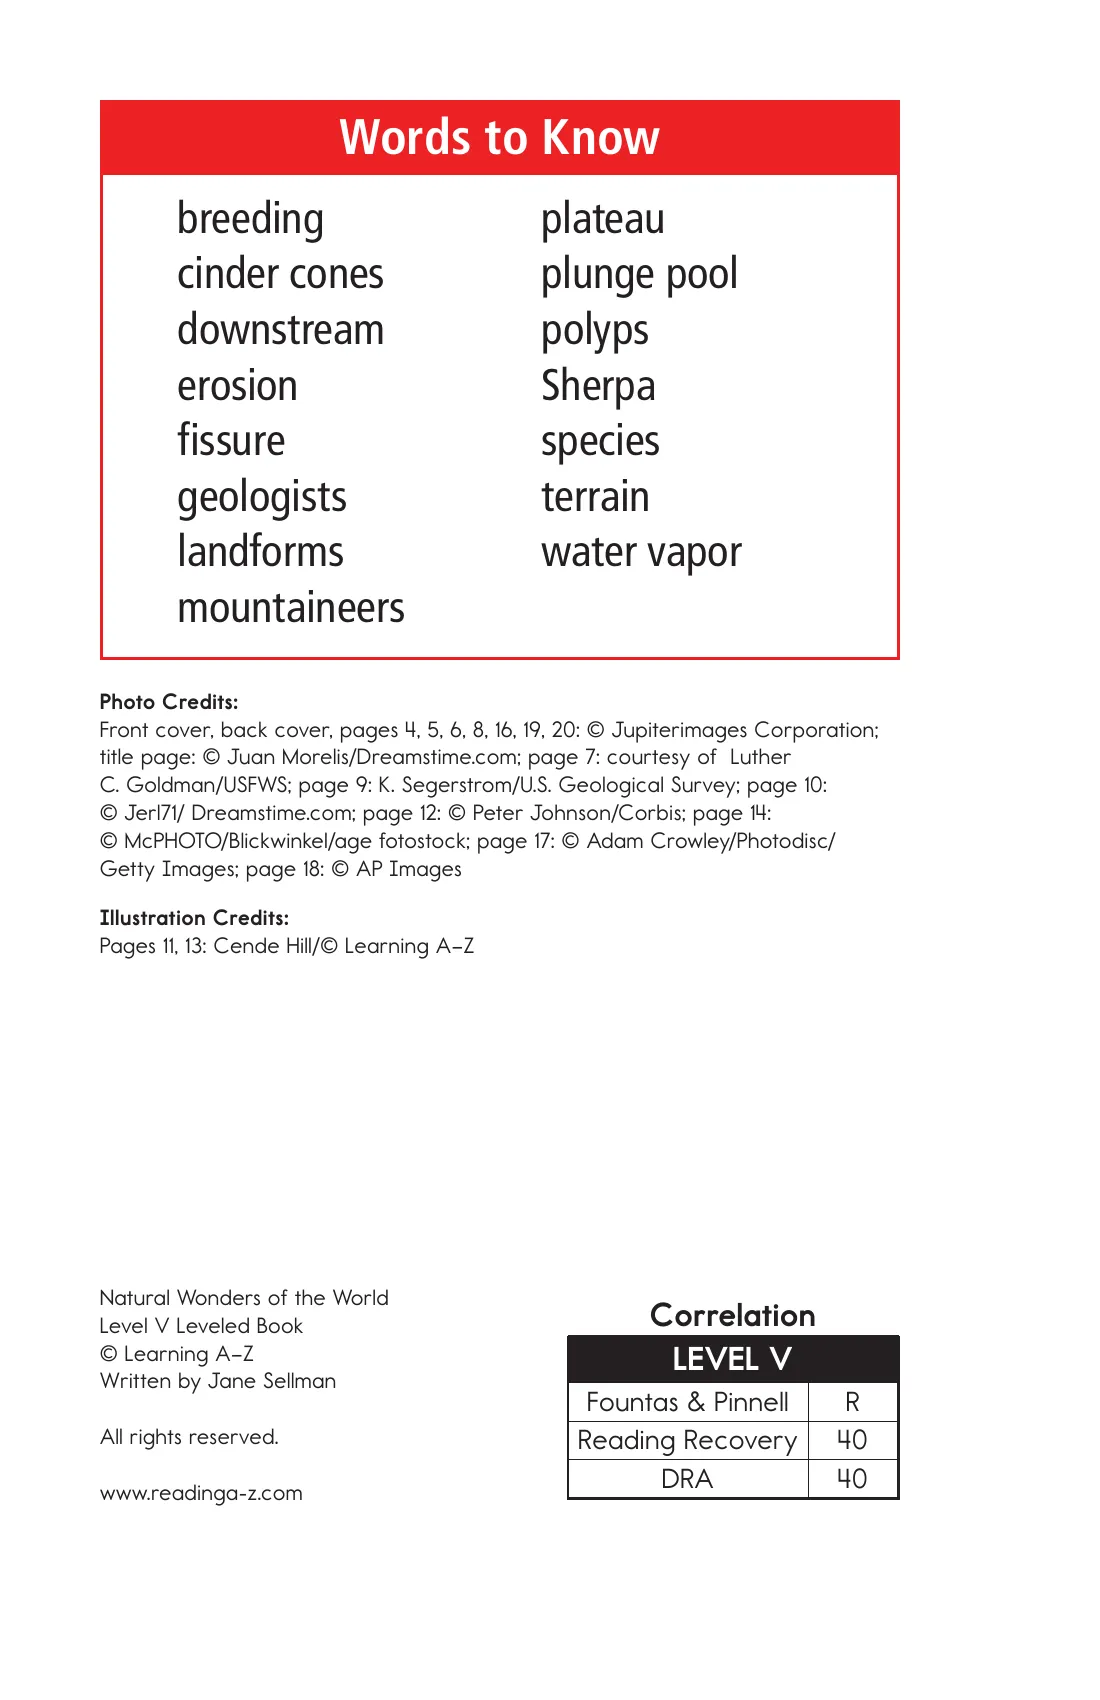 Words to Know
breeding
cinder cones
downstream
erosion
fissure
geologists
landforms
mountaineers
plateau
plunge pool
polyps
Sherpa
species
terrain
water vapor
Photo Credits:
Front cover, back cover, pages 4, 5, 6, 8, 16, 19, 20: © Jupiterimages Corporation;
title page: © Juan Morelis/Dreamstime.com; page 7: courtesy of  Luther
C. Goldman/USFWS; page 9: K. Segerstrom/U.S. Geological Survey; page 10:
© Jerl71/ Dreamstime.com; page 12: © Peter Johnson/Corbis; page 14:
© McPHOTO/Blickwinkel/age fotostock; page 17: © Adam Crowley/Photodisc/
Getty Images; page 18: © AP Images
Illustration Credits:
Pages 11, 13: Cende Hill/© Learning A–Z
Natural Wonders of the World
Level V Leveled Book
© Learning A–Z
Written by Jane Sellman
All rights reserved.
www.readinga-z.com
Correlation
LEVEL V
Fountas & Pinnell R
Reading Recovery 40
DRA 40